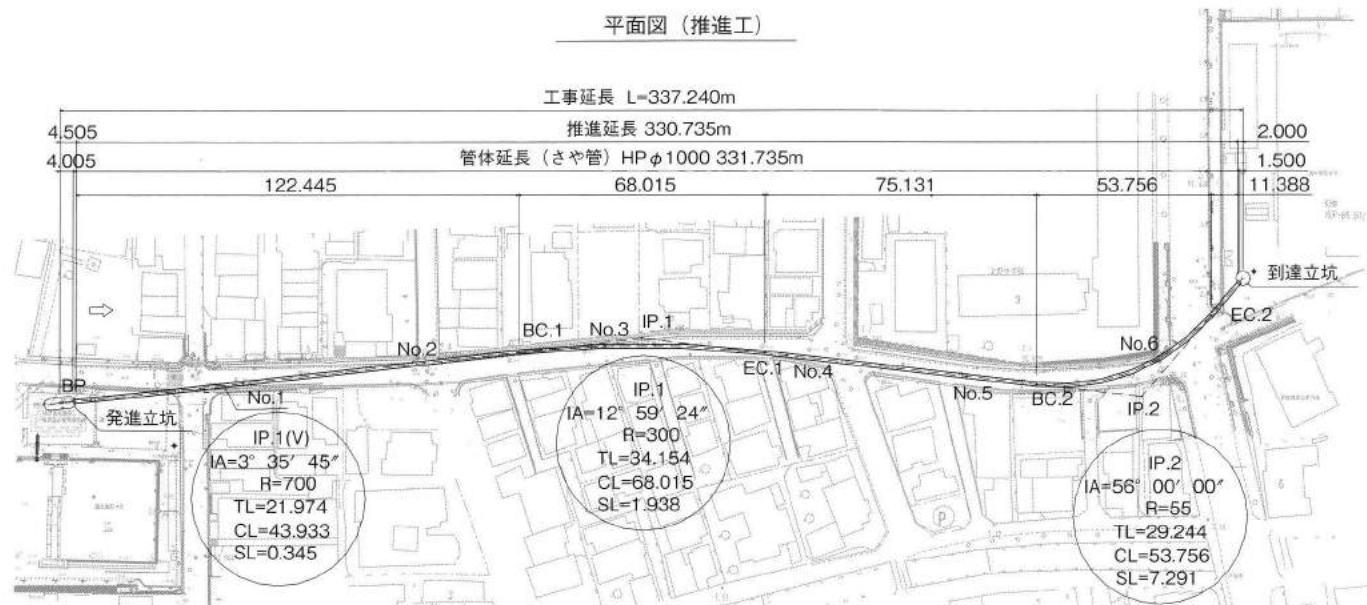 平面図（推進工）
工事延長 L=337.240m
4.505
推進延長 330.735m
2.000
4.005
管体延長（さや管）HPφ1000 331.735m
1.500
122.445
68.015
75.131
53.756
11.388
到達立坑
EC.2
BC.1
No.3
IP.1
No.2
No.6
EC.1
No.4
BP
No.1
No.5
BC.2
IP.2
発進立坑
IP.1(V)
IA=3° 35′ 45″
R=700
TL=21.974
CL=43.933
SL=0.345
IP.1
IA=12° 59′ 24″
R=300
TL=34.154
CL=68.015
SL=1.938
IP.2
IA=56° 00′ 00″
R=55
TL=29.244
CL=53.756
SL=7.291
P